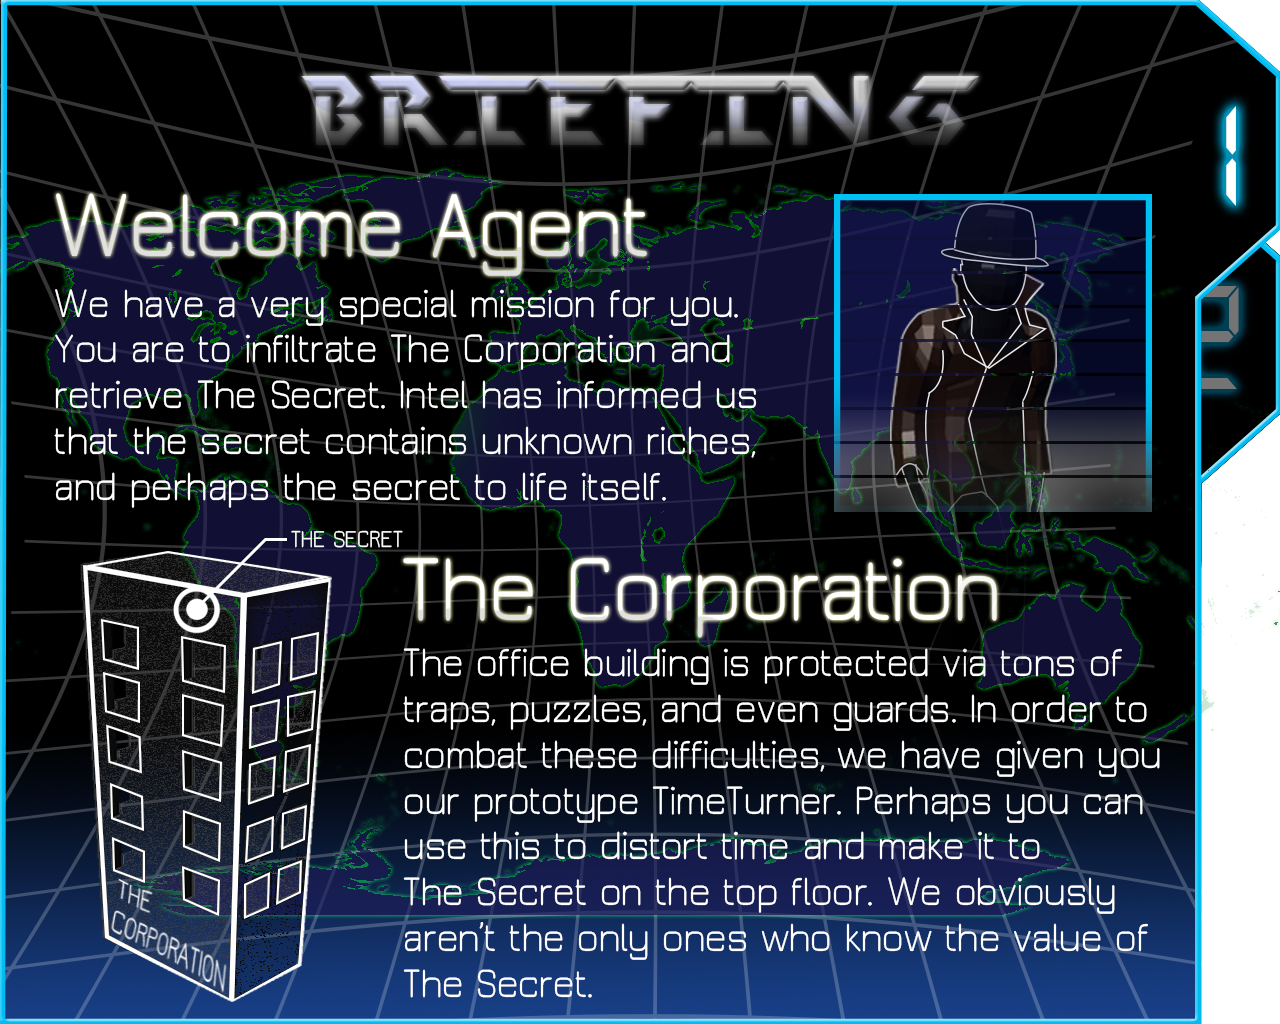 BRIEFING
1
2
Welcome Agent
We have a very special mission for you.
You are to infiltrate The Corporation and
retrieve The Secret. Intel has informed us
that the secret contains unknown riches,
and perhaps the secret to life itself.
THE SECRET
The Corporation
The office building is protected via tons of
traps, puzzles, and even guards. In order to
combat these difficulties, we have given you
our prototype TimeTurner. Perhaps you can
use this to distort time and make it to
The Secret on the top floor. We obviously
aren't the only ones who know the value of
The Secret.
THE
CORPORATION